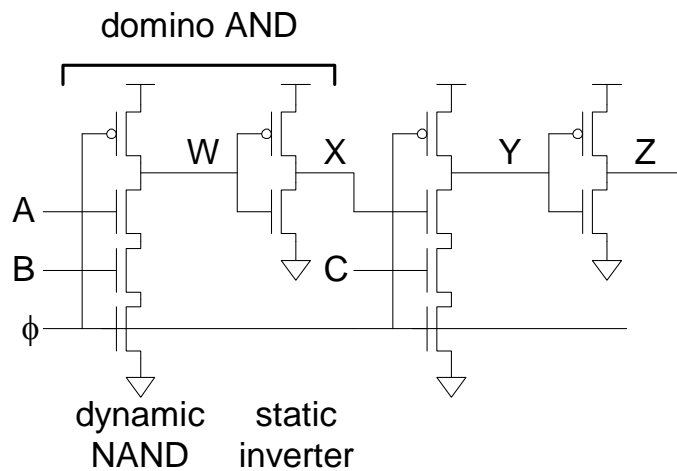 domino AND
W
X
Y
Z
A
B
C
ϕ
dynamic
NAND
static
inverter